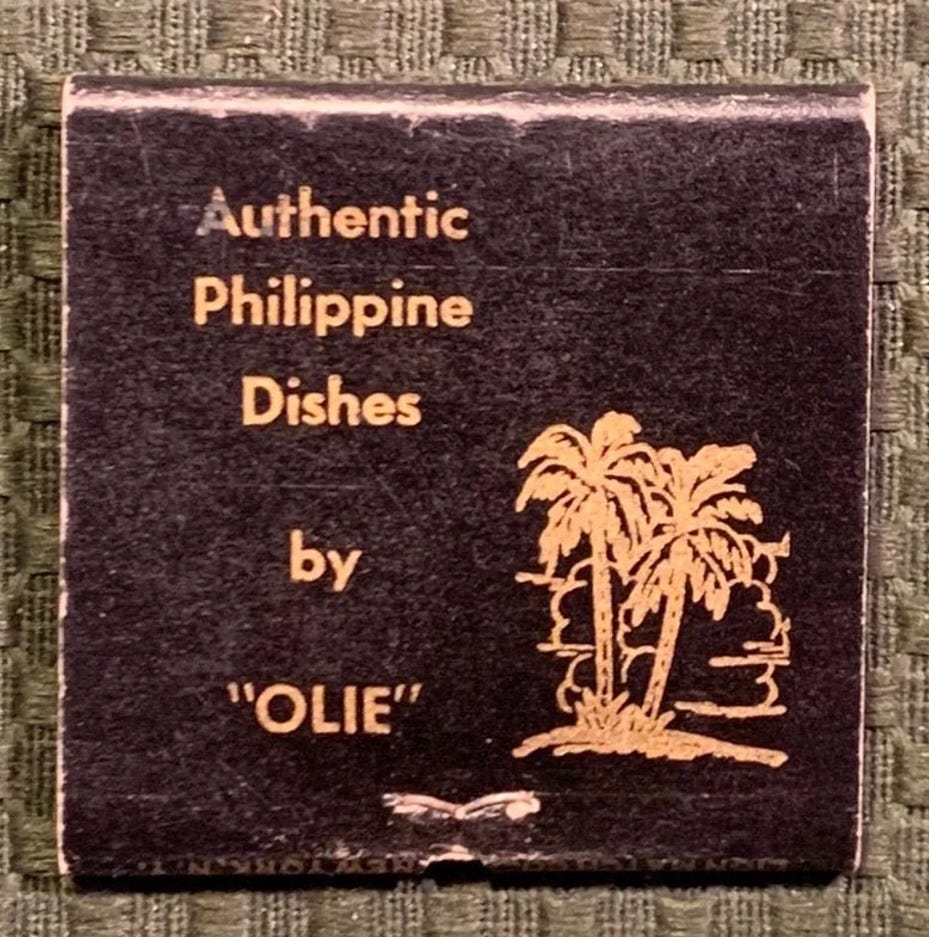 Authentic
Philippine
Dishes
by
"OLIE"